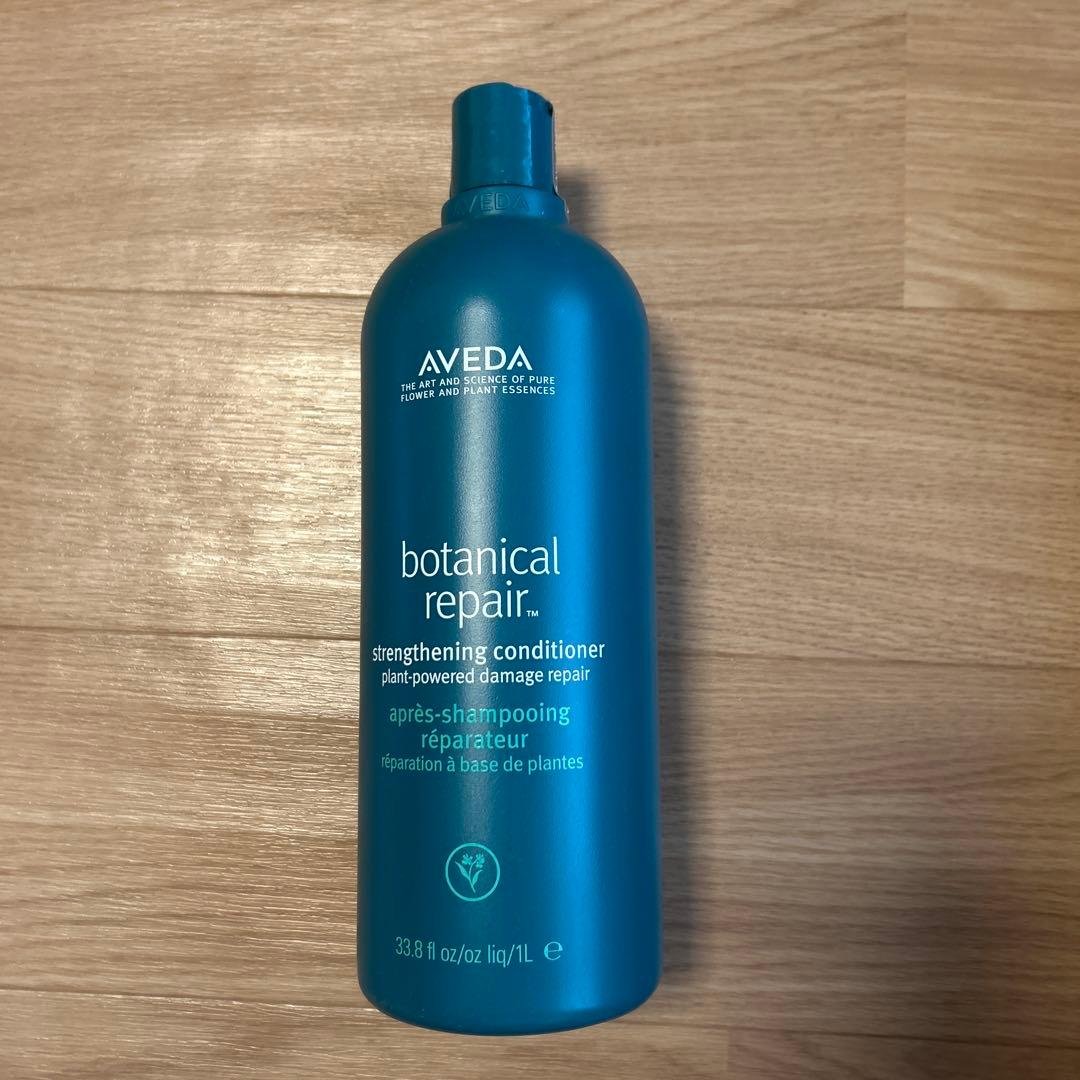 AVEDA
AVEDA
THE ART AND SCIENCE OF PURE
FLOWER AND PLANT ESSENCES
botanical
repair™
strengthening conditioner
plant-powered damage repair
après-shampooing
réparateur
réparation à base de plantes
33.8 fl oz/oz liq/1L ℮